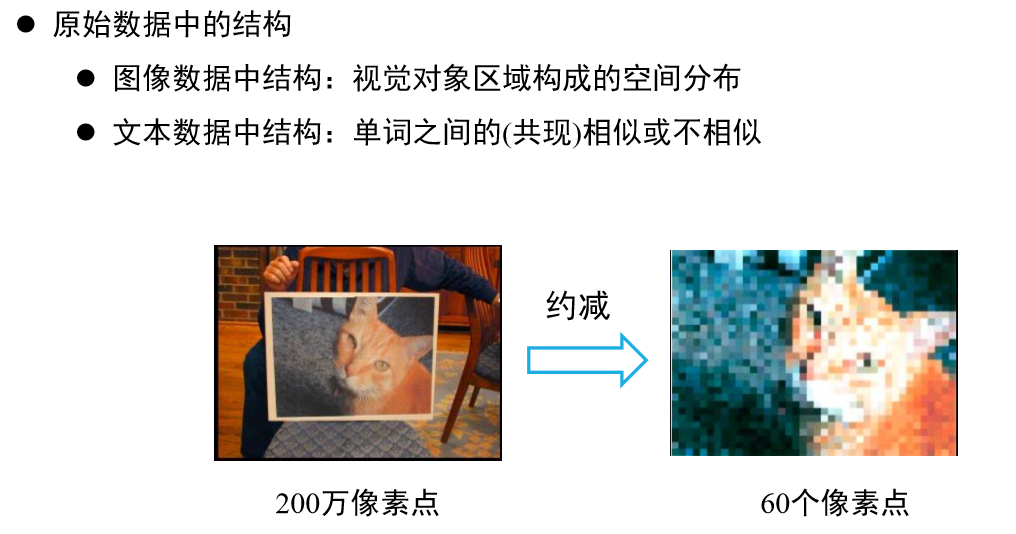 ● 原始数据中的结构
● 图像数据中结构：视觉对象区域构成的空间分布
● 文本数据中结构：单词之间的(共现)相似或不相似
约减
200万像素点
60个像素点